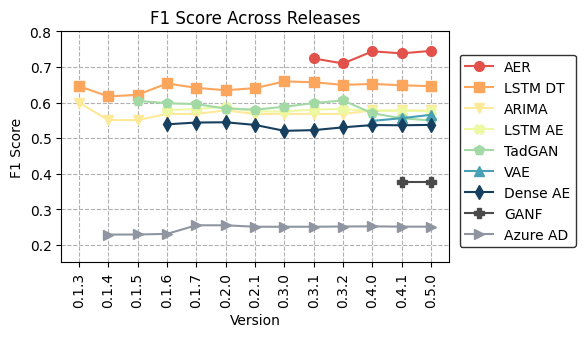 F1 Score Across Releases
F1 Score
0.8
0.7
0.6
0.5
0.4
0.3
0.2
0.1.3
0.1.4
0.1.5
0.1.6
0.1.7
0.2.0
0.2.1
0.3.0
0.3.1
0.3.2
0.4.0
0.4.1
0.5.0
Version
AER
LSTM DT
ARIMA
LSTM AE
TadGAN
VAE
Dense AE
GANF
Azure AD